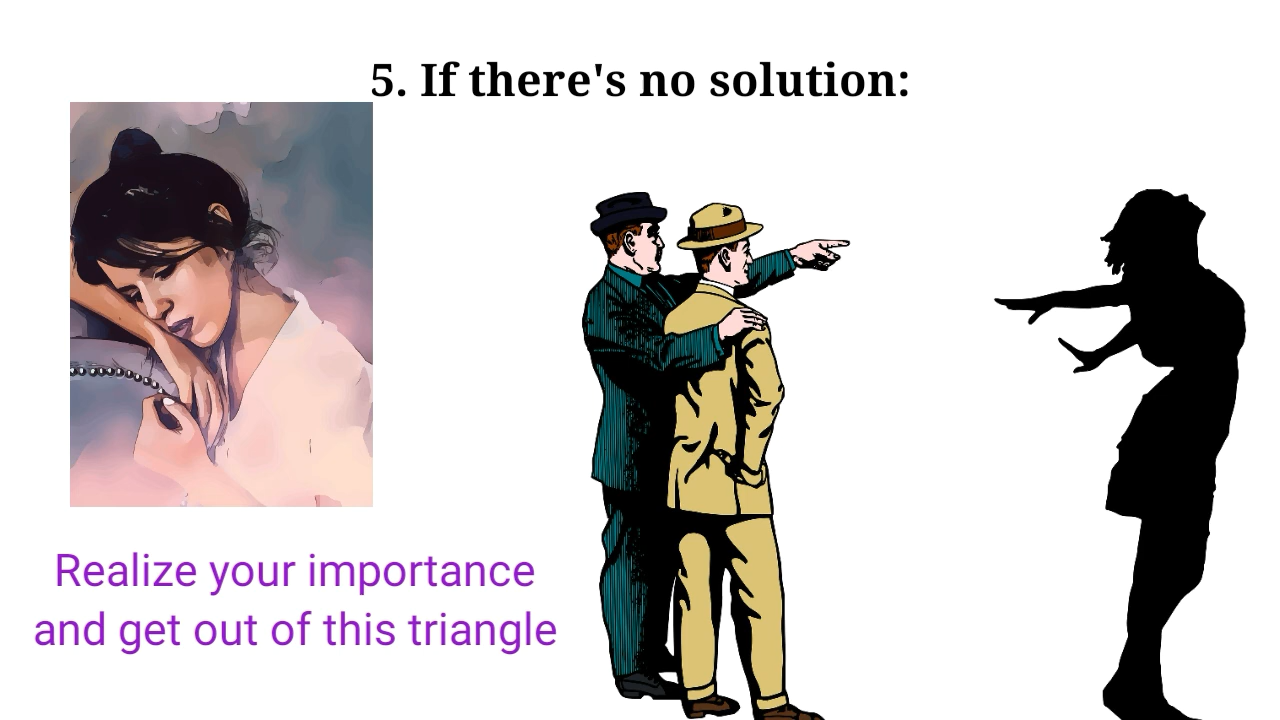 5. If there's no solution:
Realize your importance
and get out of this triangle